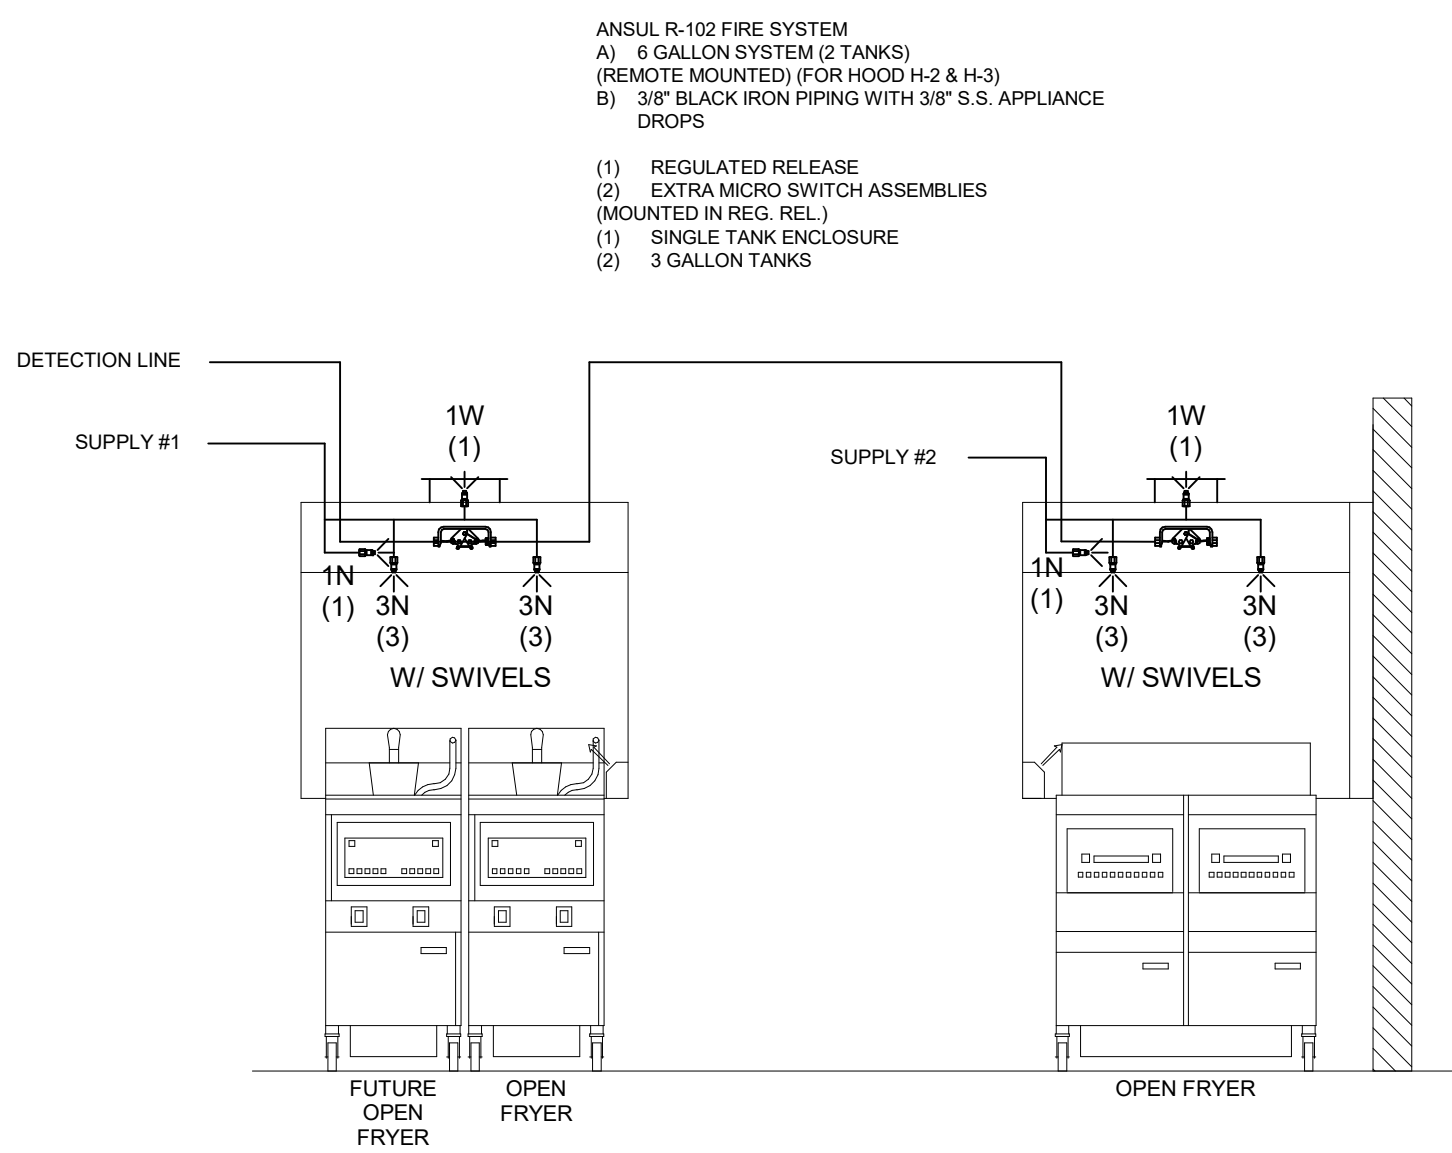 ANSUL R-102 FIRE SYSTEM
A) 6 GALLON SYSTEM (2 TANKS)
(REMOTE MOUNTED) (FOR HOOD H-2 & H-3)
B) 3/8" BLACK IRON PIPING WITH 3/8" S.S. APPLIANCE
DROPS
(1) REGULATED RELEASE
(2) EXTRA MICRO SWITCH ASSEMBLIES
(MOUNTED IN REG. REL.)
(1) SINGLE TANK ENCLOSURE
(2) 3 GALLON TANKS
DETECTION LINE
SUPPLY #1
1W
(1)
1N
(1)
3N
(3)
3N
(3)
W/ SWIVELS
SUPPLY #2
1W
(1)
1N
(1)
3N
(3)
3N
(3)
W/ SWIVELS
FUTURE
OPEN
FRYER
OPEN
FRYER
OPEN FRYER